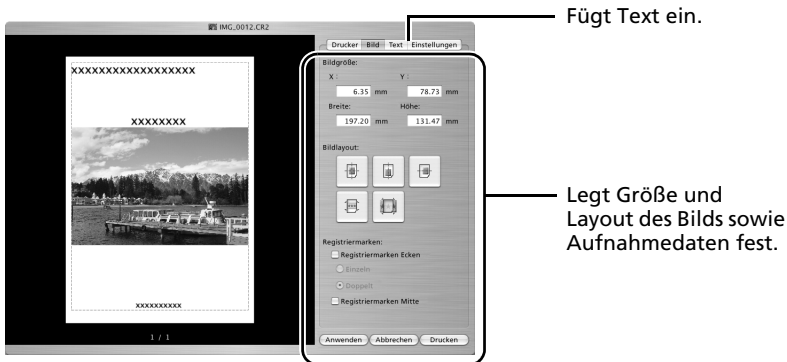 IMG_0012.CR2
Fügt Text ein.
Drucker Bild Text Einstellungen
Bildgröße:
X : Y :
6.35 mm 78.73 mm
Breite: Höhe:
197.20 mm 131.47 mm
Bildlayout:
Legt Größe und
Layout des Bilds sowie
Aufnahmedaten fest.
Registriermarken:
Registriermarken Ecken
Einzeln
Doppelt
Registriermarken Mitte
Anwenden Abbrechen Drucken
XXXXXXXXXXXXXXXXXX
XXXXXXXX
XXXXXXXXXX
1 / 1